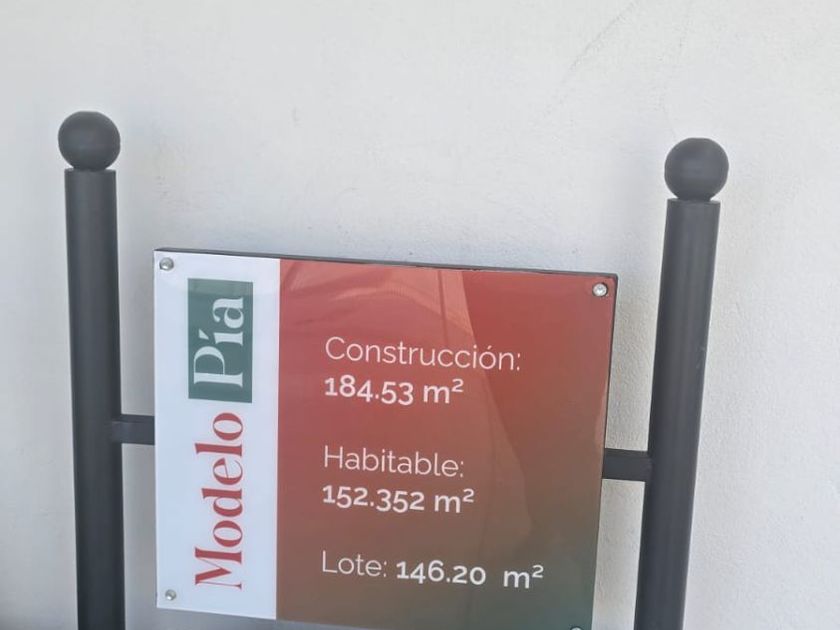 Modelo Pía
Construcción:
184.53 m²
Habitable:
152.352 m²
Lote: 146.20 m²